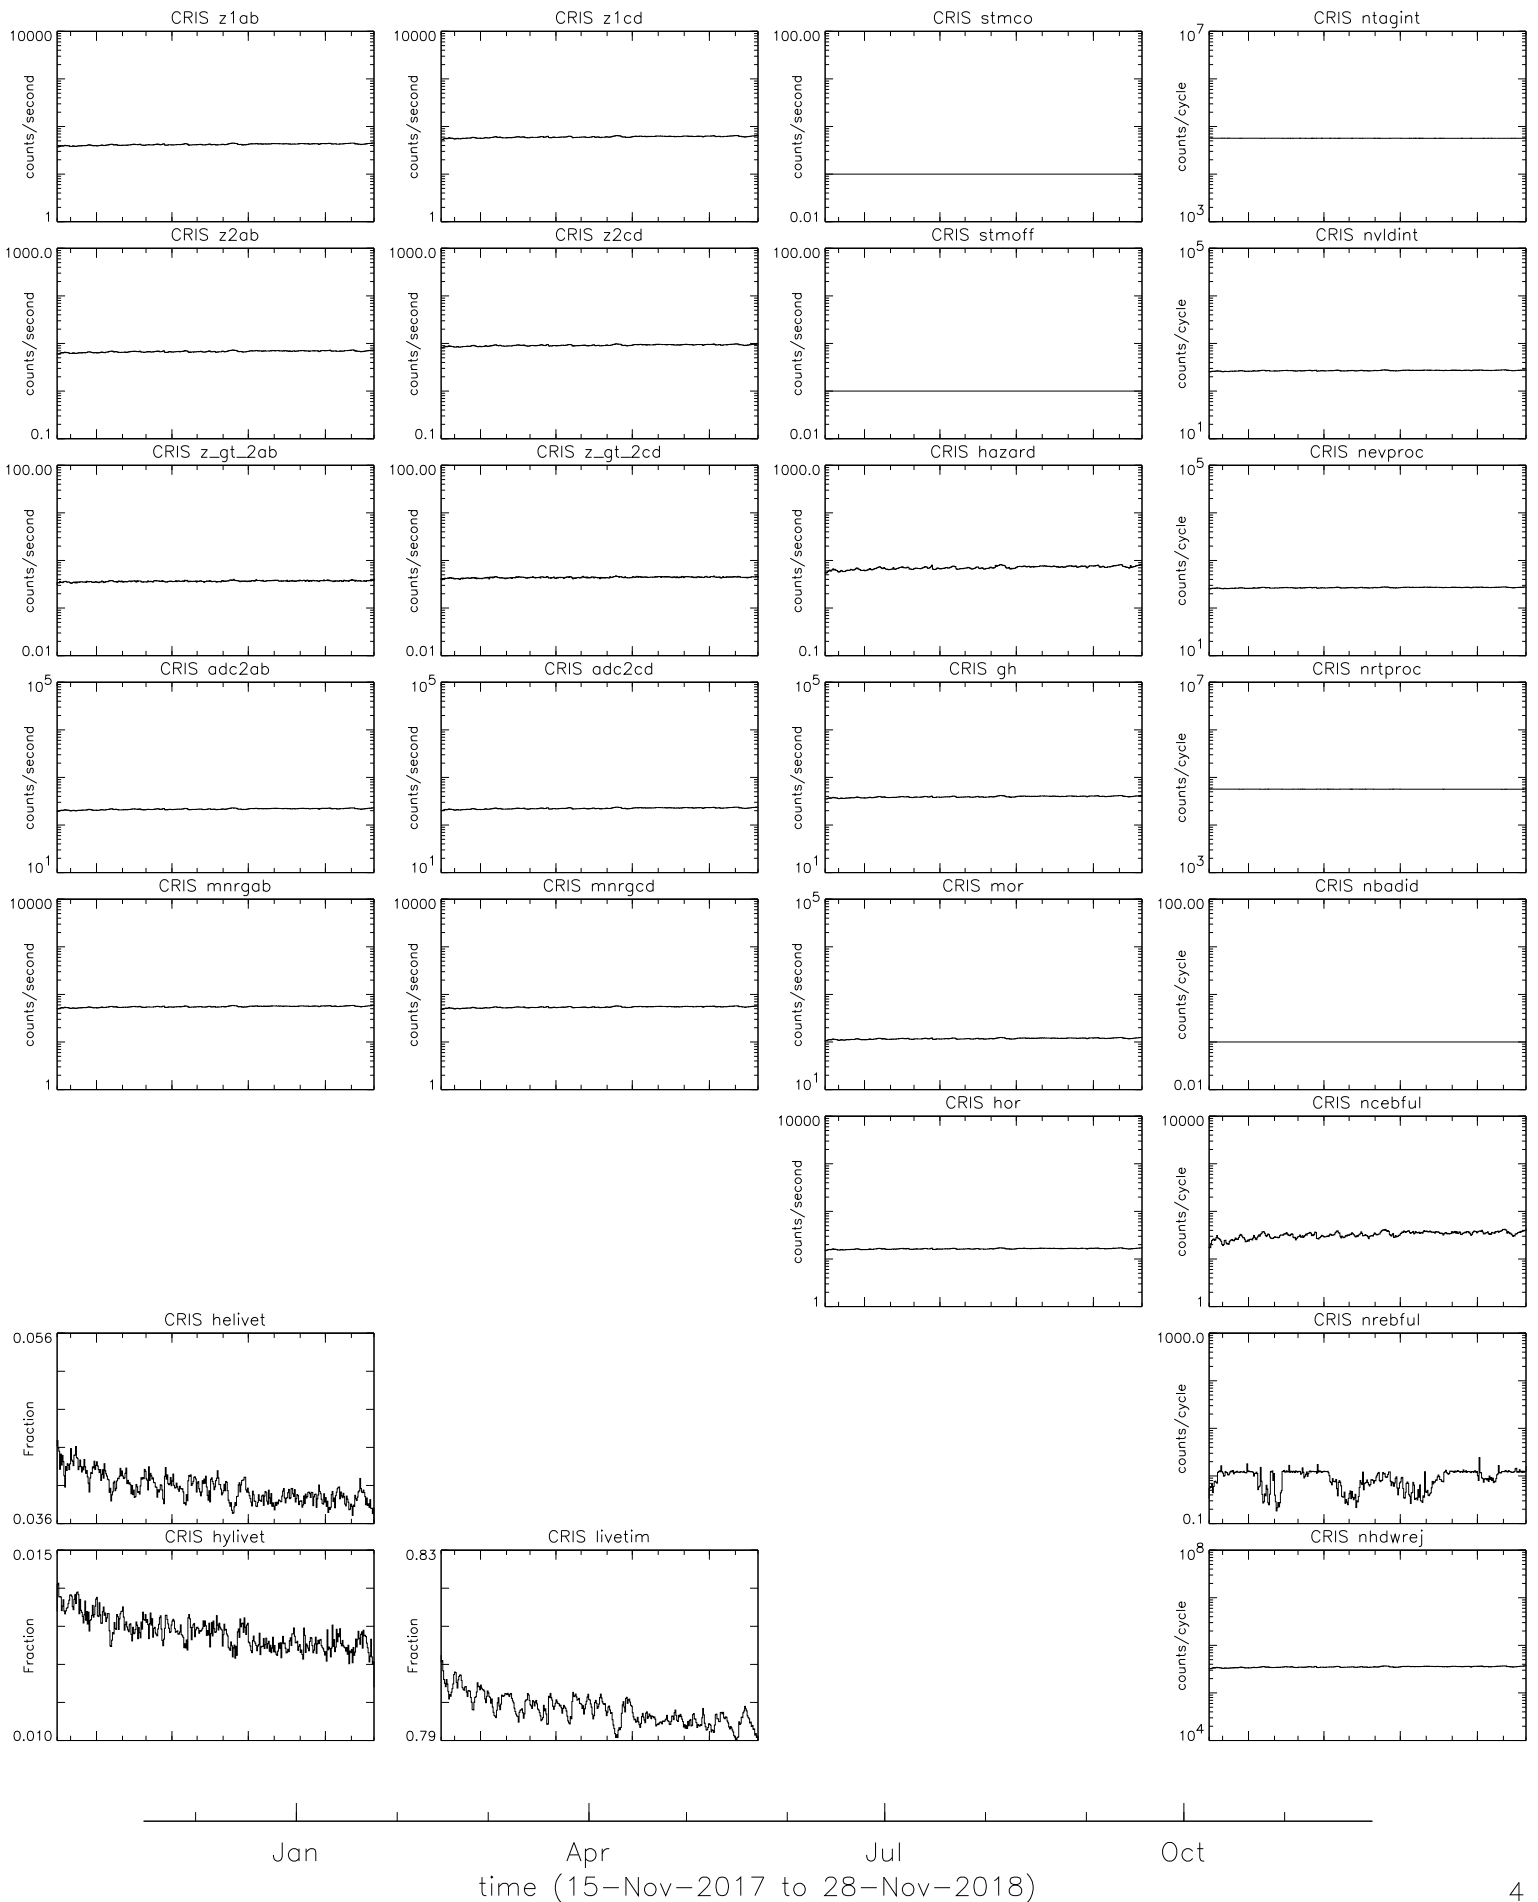 CRIS z1ab
CRIS z1cd
CRIS stmco
CRIS ntagint
10000
counts/second
1
10000
counts/second
1
100.00
counts/second
0.01
10^7
counts/cycle
10^3
CRIS z2ab
CRIS z2cd
CRIS stmoff
CRIS nvldint
1000.0
counts/second
0.1
1000.0
counts/second
0.1
100.00
counts/second
0.01
10^5
counts/cycle
10^1
CRIS z_gt_2ab
CRIS z_gt_2cd
CRIS hazard
CRIS nevproc
100.00
counts/second
0.01
100.00
counts/second
0.01
1000.0
counts/second
0.1
10^5
counts/cycle
10^1
CRIS adc2ab
CRIS adc2cd
CRIS gh
CRIS nrtproc
10^5
counts/second
10^1
10^5
counts/second
10^1
10^5
counts/second
10^1
10^7
counts/cycle
10^3
CRIS mnrgab
CRIS mnrgcd
CRIS mor
CRIS nbadid
10000
counts/second
1
10000
counts/second
1
10^5
counts/second
10^1
100.00
counts/cycle
0.01
CRIS hor
CRIS ncebful
10000
counts/second
1
10000
counts/cycle
1
CRIS helivet
CRIS nrebful
0.056
Fraction
0.036
1000.0
counts/cycle
0.1
CRIS hylivet
CRIS livetim
CRIS nhdwrej
0.015
Fraction
0.010
0.83
Fraction
0.79
10^8
counts/cycle
10^4
Jan
Apr
Jul
Oct
time (15-Nov-2017 to 28-Nov-2018)
4